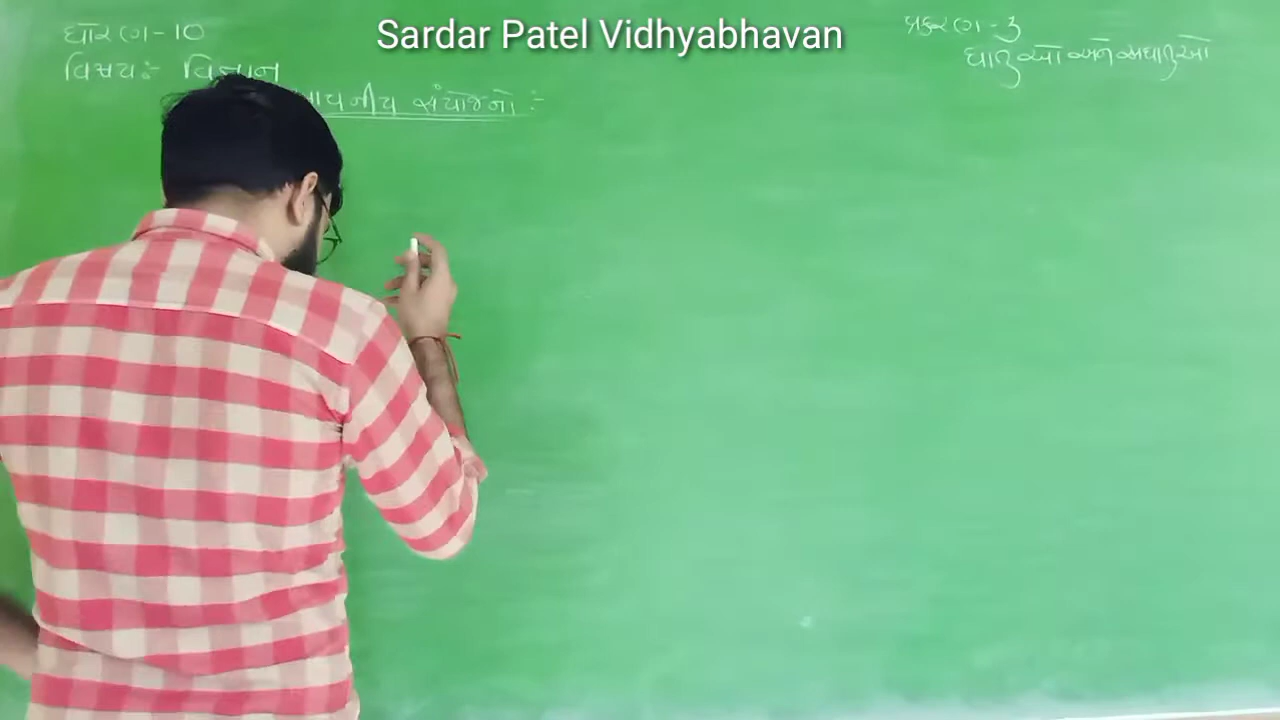 Sardar Patel Vidhyabhavan
ધોરણ - 10
વિષય :- વિજ્ઞાન
સંયોજનો :-
પ્રકરણ - 3
ધાતુઓ અને અધાતુઓ